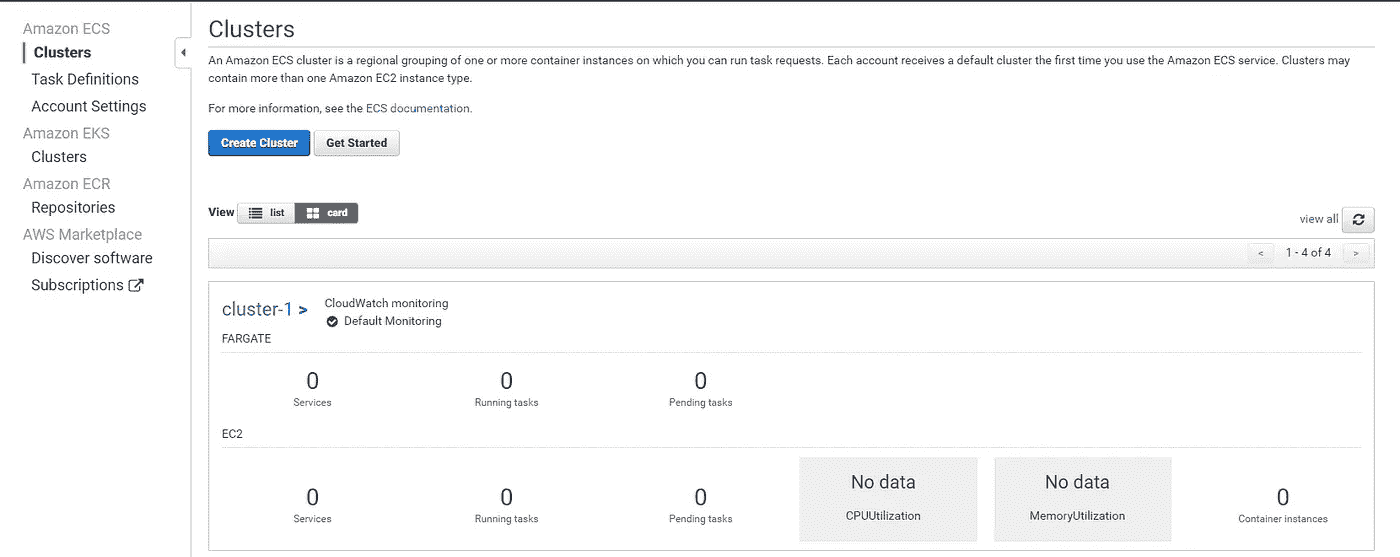 Amazon ECS
Clusters
Task Definitions
Account Settings
Amazon EKS
Clusters
Amazon ECR
Repositories
AWS Marketplace
Discover software
Subscriptions
Clusters
An Amazon ECS cluster is a regional grouping of one or more container instances on which you can run task requests. Each account receives a default cluster the first time you use the Amazon ECS service. Clusters may
contain more than one Amazon EC2 instance type.
For more information, see the ECS documentation.
Create Cluster Get Started
View list card
view all
< 1 - 4 of 4 >
cluster-1 > CloudWatch monitoring
Default Monitoring
FARGATE
0 0 0
Services Running tasks Pending tasks
EC2
No data No data
0 0 0 0
CPUUtilization MemoryUtilization
Services Running tasks Pending tasks Container instances